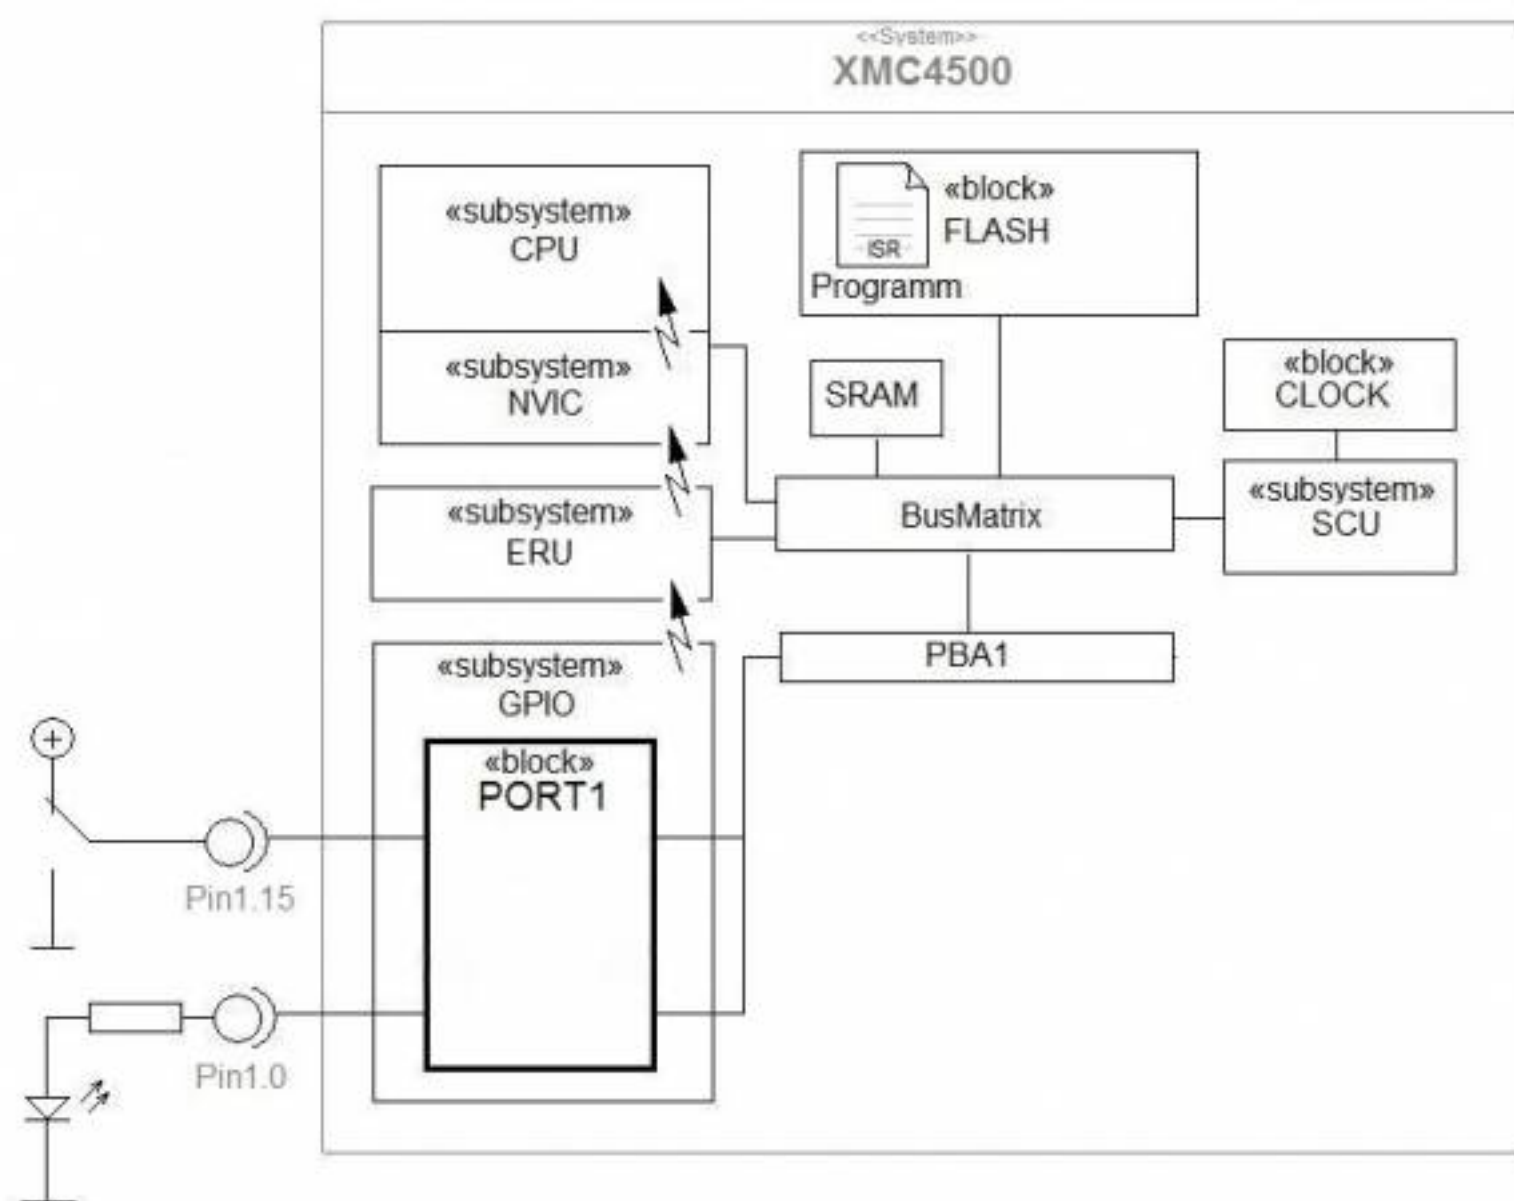 <<System>>
XMC4500
«subsystem»
CPU
«block»
FLASH
ISR
Programm
«subsystem»
NVIC
SRAM
«block»
CLOCK
«subsystem»
ERU
BusMatrix
«subsystem»
SCU
«subsystem»
GPIO
PBA1
«block»
PORT1
Pin1.15
Pin1.0